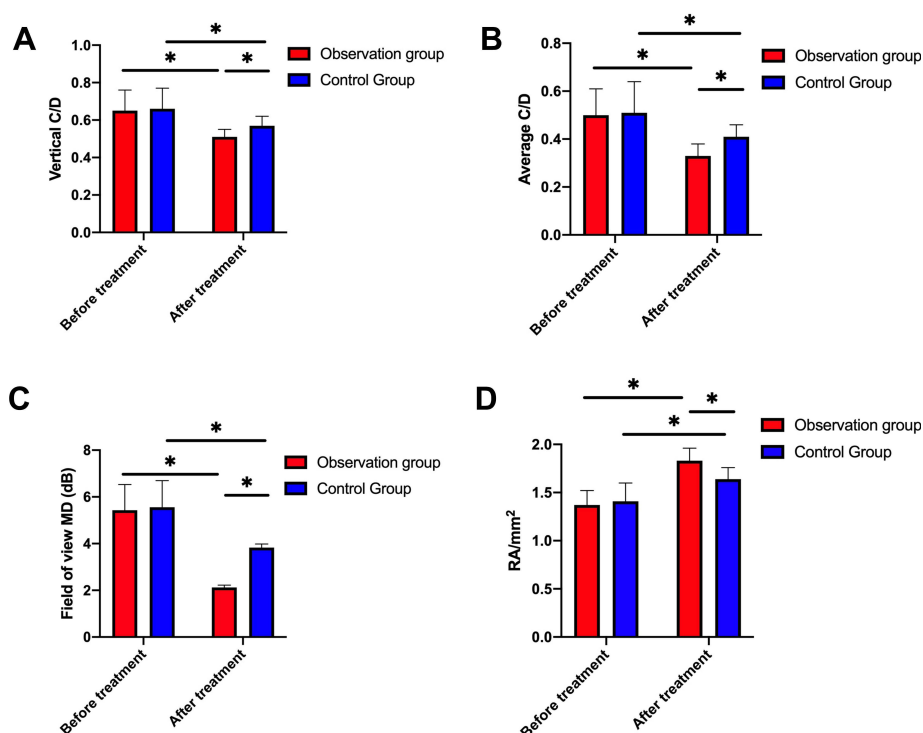 A
Vertical C/D
1.0
0.8
0.6
0.4
0.2
0.0
* * *
Before treatment
After treatment
Observation group
Control Group
B
Average C/D
0.8
0.6
0.4
0.2
0.0
* * *
Before treatment
After treatment
Observation group
Control Group
C
Field of view MD (dB)
8
6
4
2
0
* * *
Before treatment
After treatment
Observation group
Control Group
D
RA/mm²
2.0
1.5
1.0
0.5
0.0
* * *
Before treatment
After treatment
Observation group
Control Group